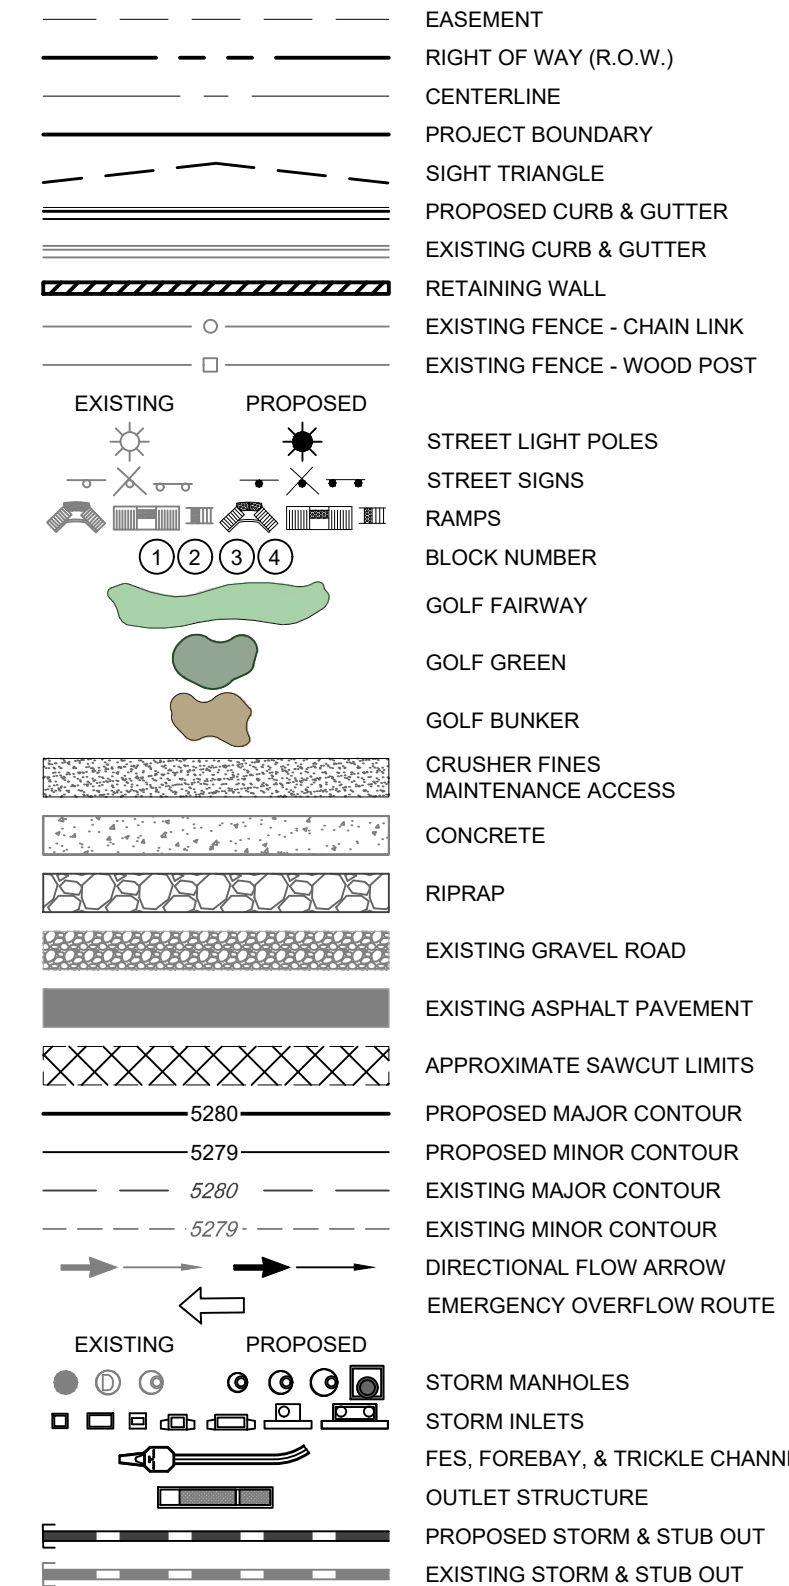 EASEMENT
RIGHT OF WAY (R.O.W.)
CENTERLINE
PROJECT BOUNDARY
SIGHT TRIANGLE
PROPOSED CURB & GUTTER
EXISTING CURB & GUTTER
RETAINING WALL
EXISTING FENCE - CHAIN LINK
EXISTING FENCE - WOOD POST
EXISTING PROPOSED
STREET LIGHT POLES
STREET SIGNS
RAMPS
1 2 3 4 BLOCK NUMBER
GOLF FAIRWAY
GOLF GREEN
GOLF BUNKER
CRUSHER FINES
MAINTENANCE ACCESS
CONCRETE
RIPRAP
EXISTING GRAVEL ROAD
EXISTING ASPHALT PAVEMENT
APPROXIMATE SAWCUT LIMITS
5280 PROPOSED MAJOR CONTOUR
5279 PROPOSED MINOR CONTOUR
5280 EXISTING MAJOR CONTOUR
5279 EXISTING MINOR CONTOUR
DIRECTIONAL FLOW ARROW
EMERGENCY OVERFLOW ROUTE
EXISTING PROPOSED
D STORM MANHOLES
STORM INLETS
FES, FOREBAY, & TRICKLE
OUTLET STRUCTURE
PROPOSED STORM & STUB OUT
EXISTING STORM & STUB OUT